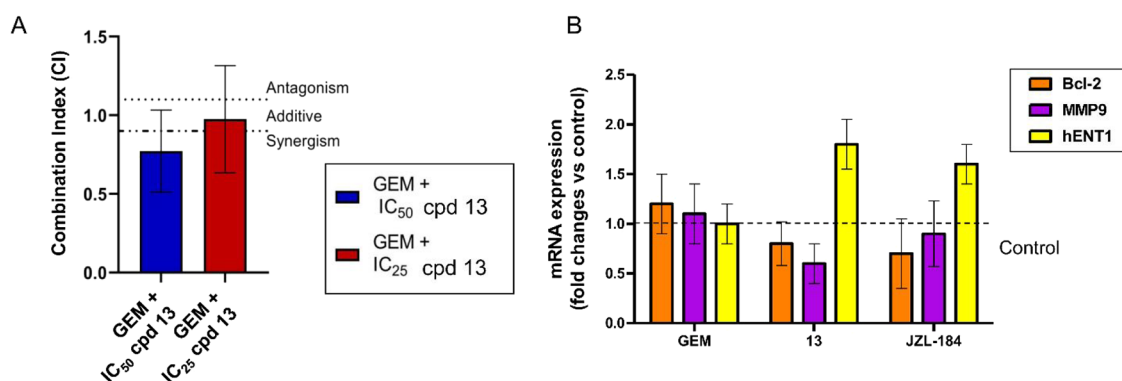 A
Combination Index (CI)
1.5
1.0
0.5
0.0
Antagonism
Additive
Synergism
GEM +
IC50 cpd 13
GEM +
IC25 cpd 13
GEM +
IC50 cpd 13
GEM +
IC25 cpd 13
B
mRNA expression
(fold changes vs control)
2.5
2.0
1.5
1.0
0.5
0.0
Control
GEM
13
JZL-184
Bcl-2
MMP9
hENT1